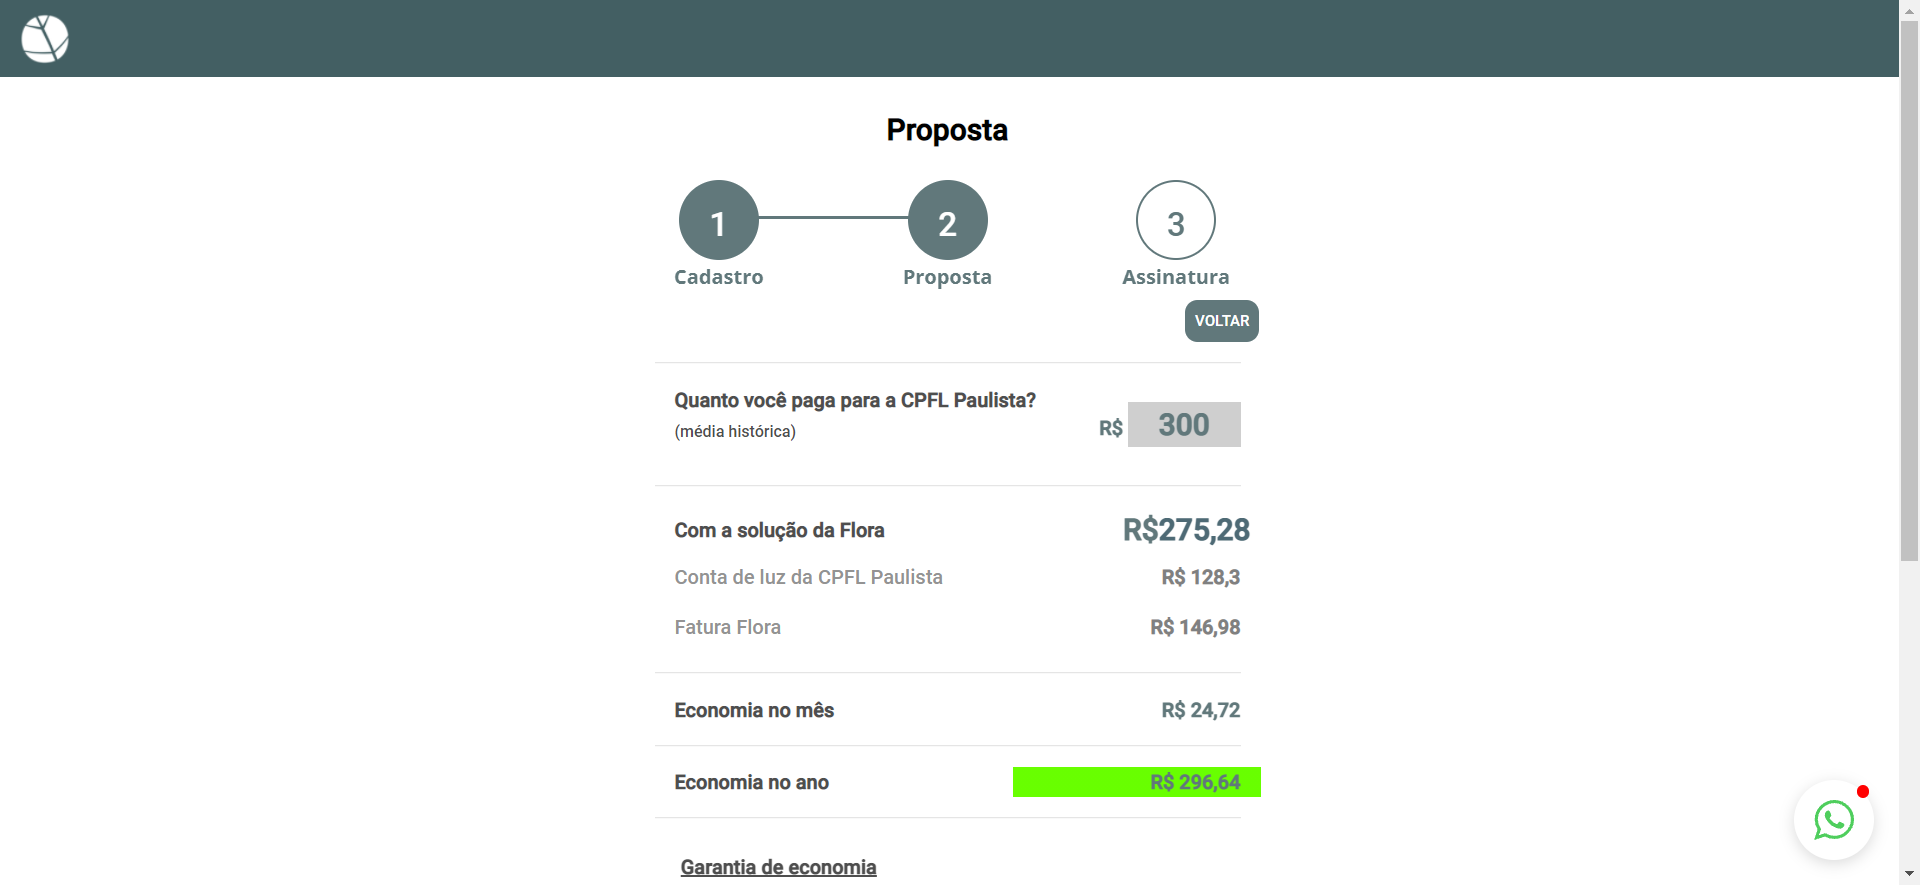 Proposta
1
2
3
Cadastro
Proposta
Assinatura
VOLTAR
Quanto você paga para a CPFL Paulista?
(média histórica)
R$ 300
Com a solução da Flora R$275,28
Conta de luz da CPFL Paulista R$ 128,3
Fatura Flora R$ 146,98
Economia no mês R$ 24,72
Economia no ano R$ 296,64
Garantia de economia